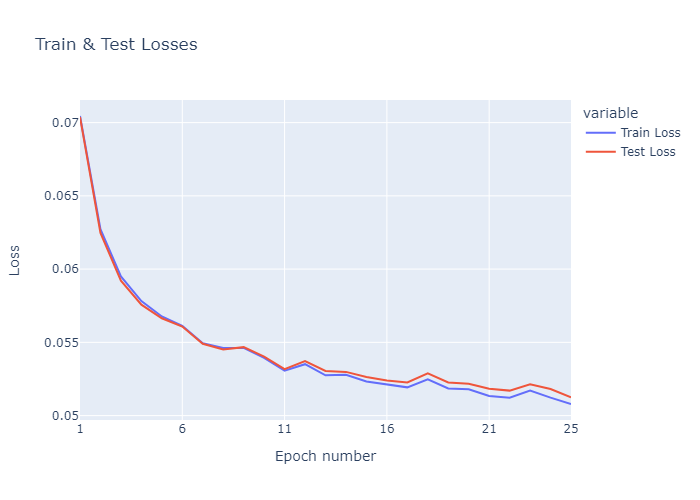 Train & Test Losses
variable
Train Loss
Test Loss
0.07
0.065
0.06
0.055
0.05
Loss
1 6 11 16 21 25
Epoch number